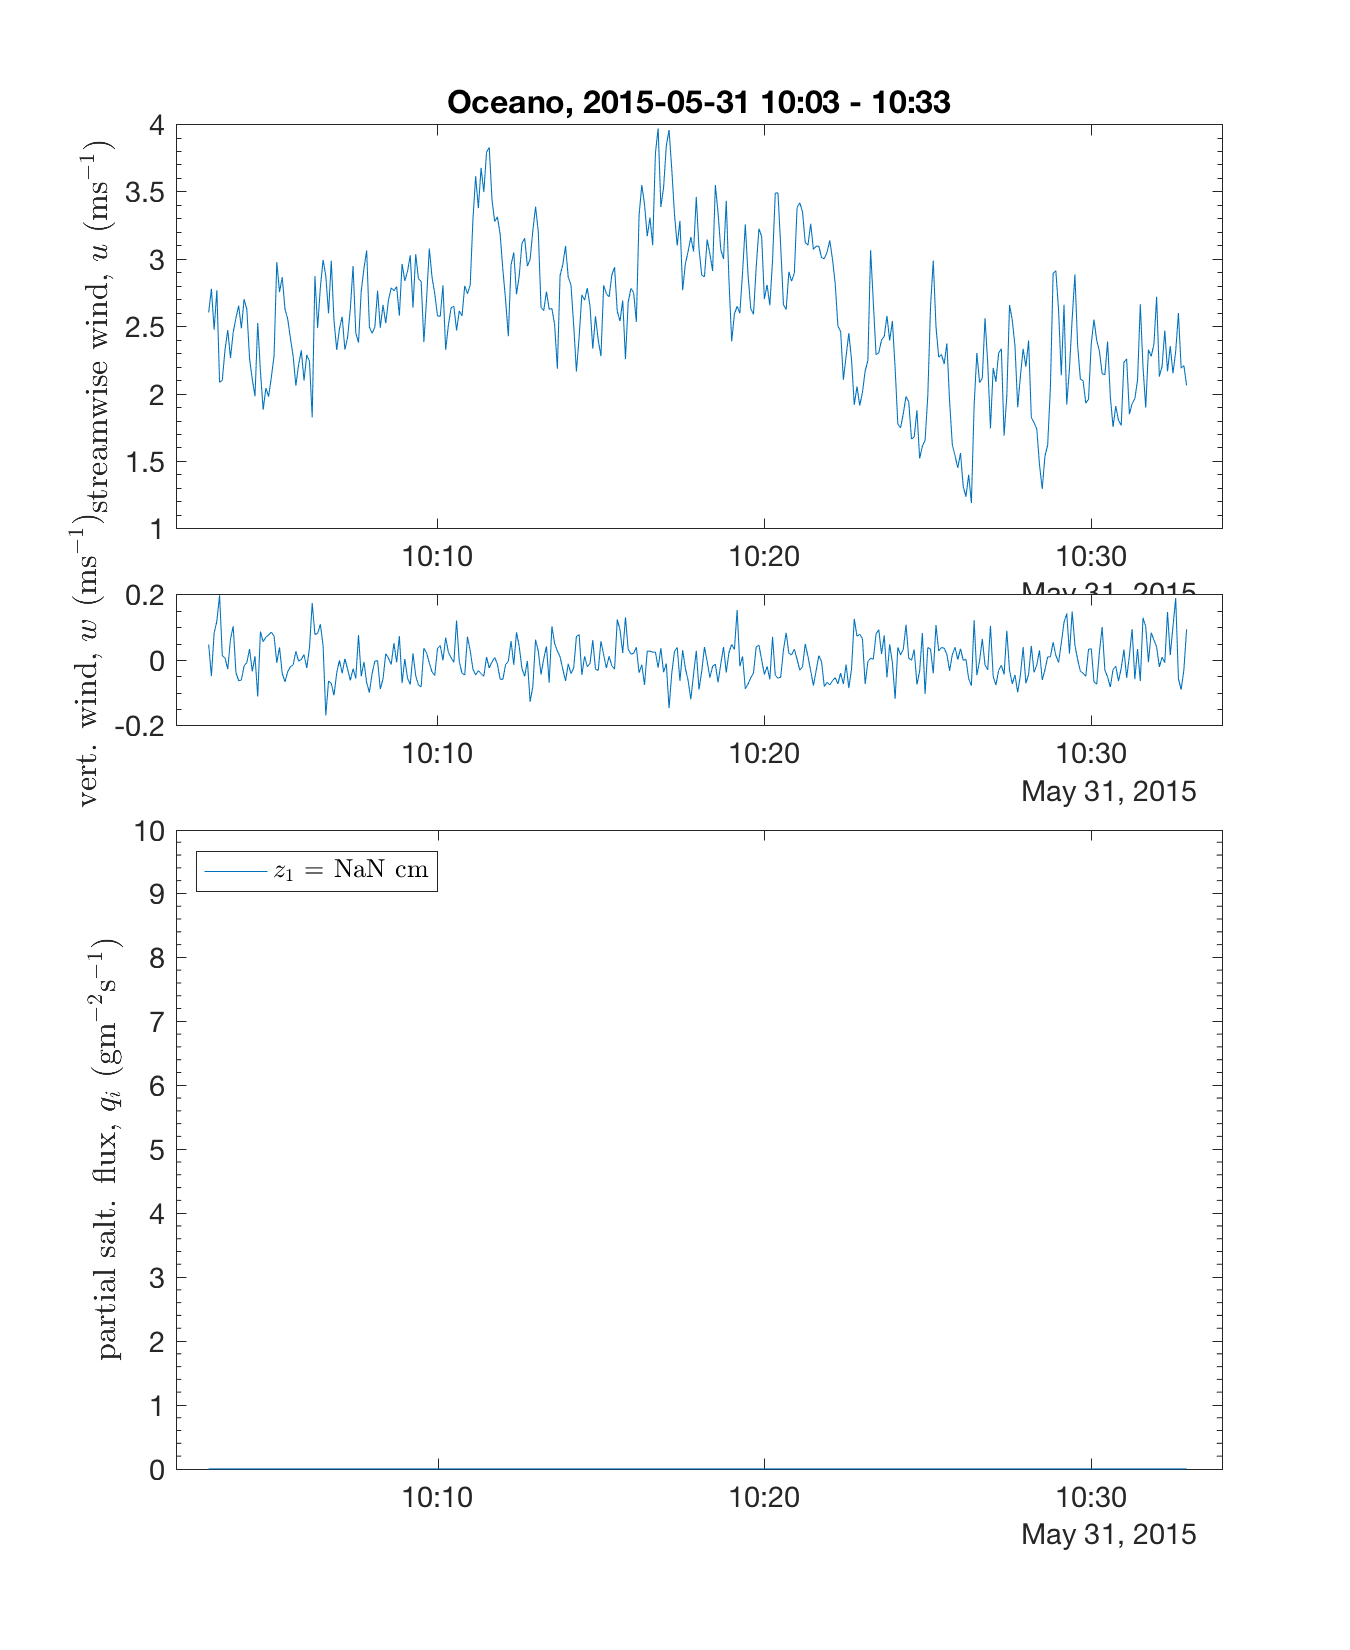 Oceano, 2015-05-31 10:03 - 10:33
streamwise wind, u (ms⁻¹)
4
3.5
3
2.5
2
1.5
1
10:10 10:20 10:30
May 31, 2015
vert. wind, w (ms⁻¹)
0.2
0
-0.2
10:10 10:20 10:30
May 31, 2015
partial salt. flux, qᵢ (gm⁻²s⁻¹)
10
9
8
7
6
5
4
3
2
1
0
z₁ = NaN cm
10:10 10:20 10:30
May 31, 2015